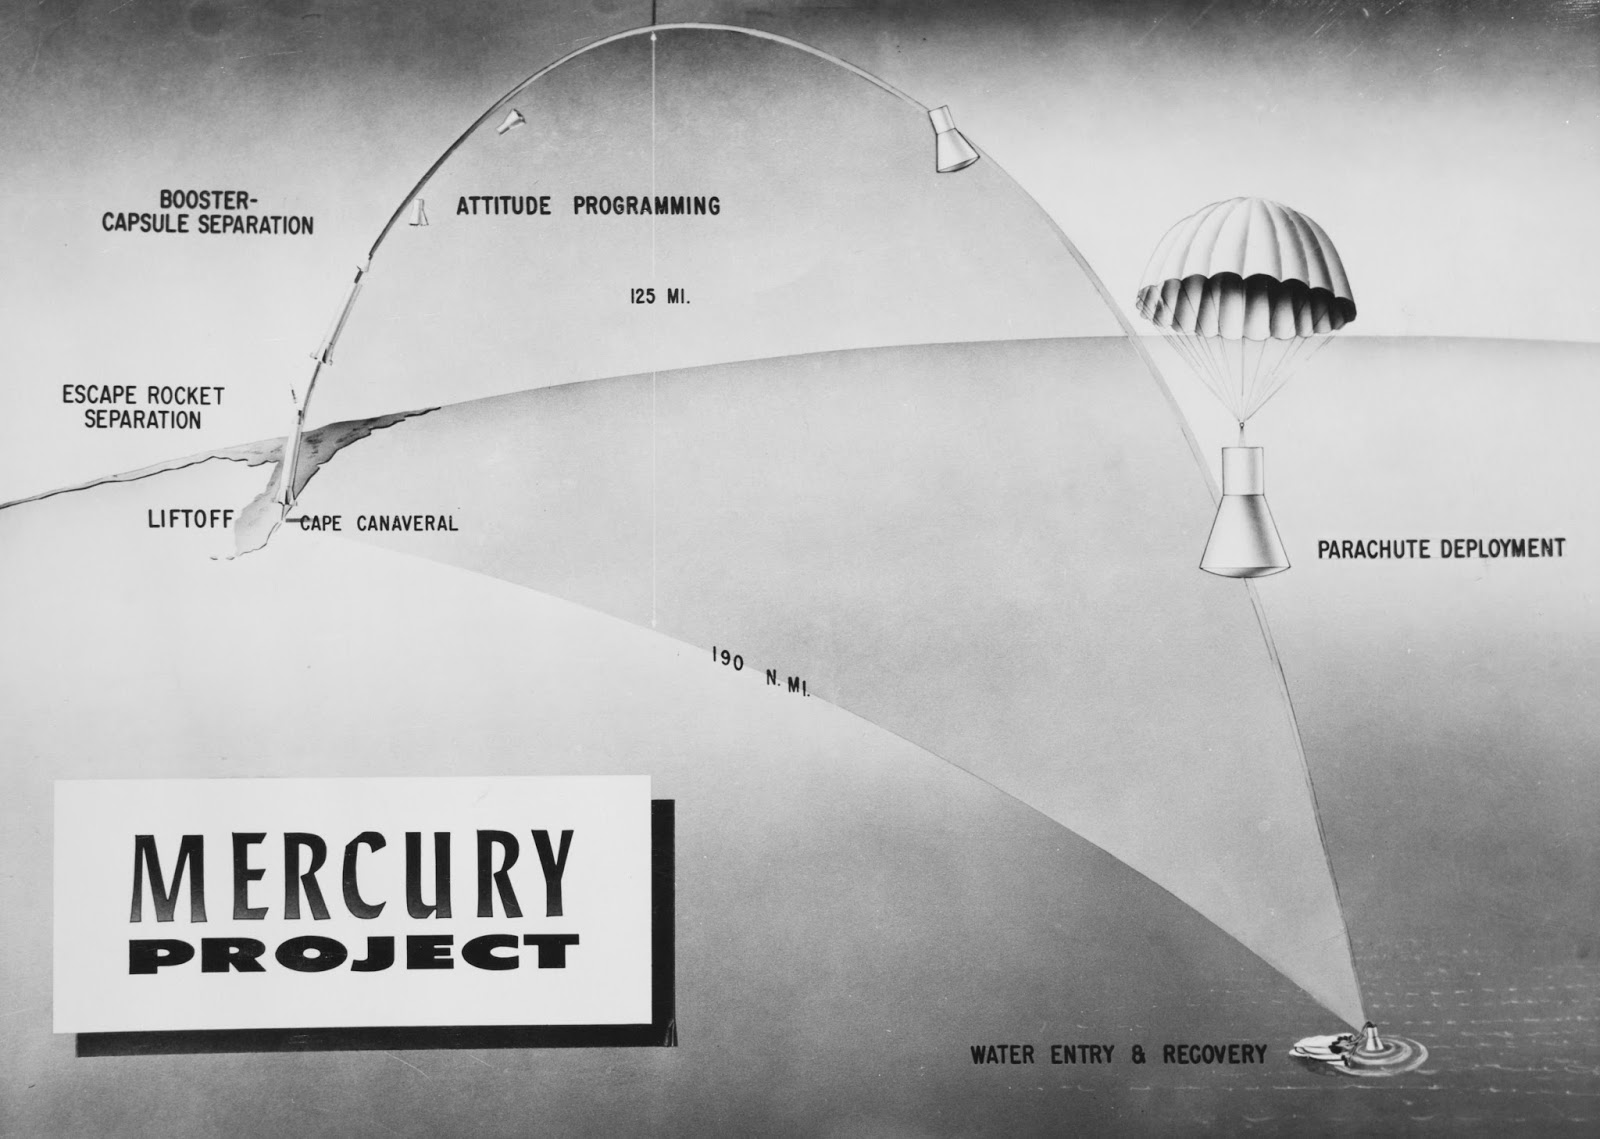 BOOSTER-
CAPSULE SEPARATION
ATTITUDE PROGRAMMING
125 MI.
ESCAPE ROCKET
SEPARATION
LIFTOFF
CAPE CANAVERAL
PARACHUTE DEPLOYMENT
190 N. MI.
MERCURY
PROJECT
WATER ENTRY & RECOVERY